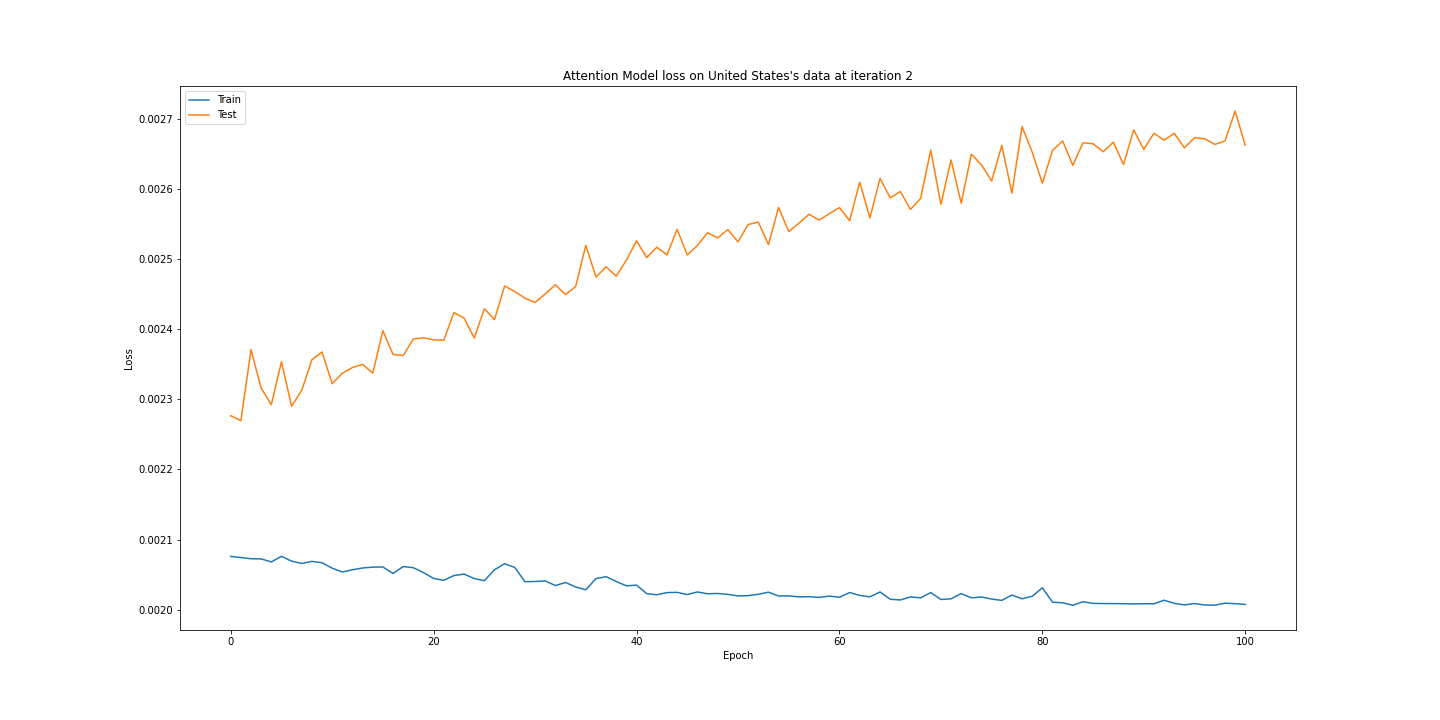 Attention Model loss on United States's data at iteration 2
Train
Test
0.0027
0.0026
0.0025
0.0024
0.0023
0.0022
0.0021
0.0020
Loss
0 20 40 60 80 100
Epoch